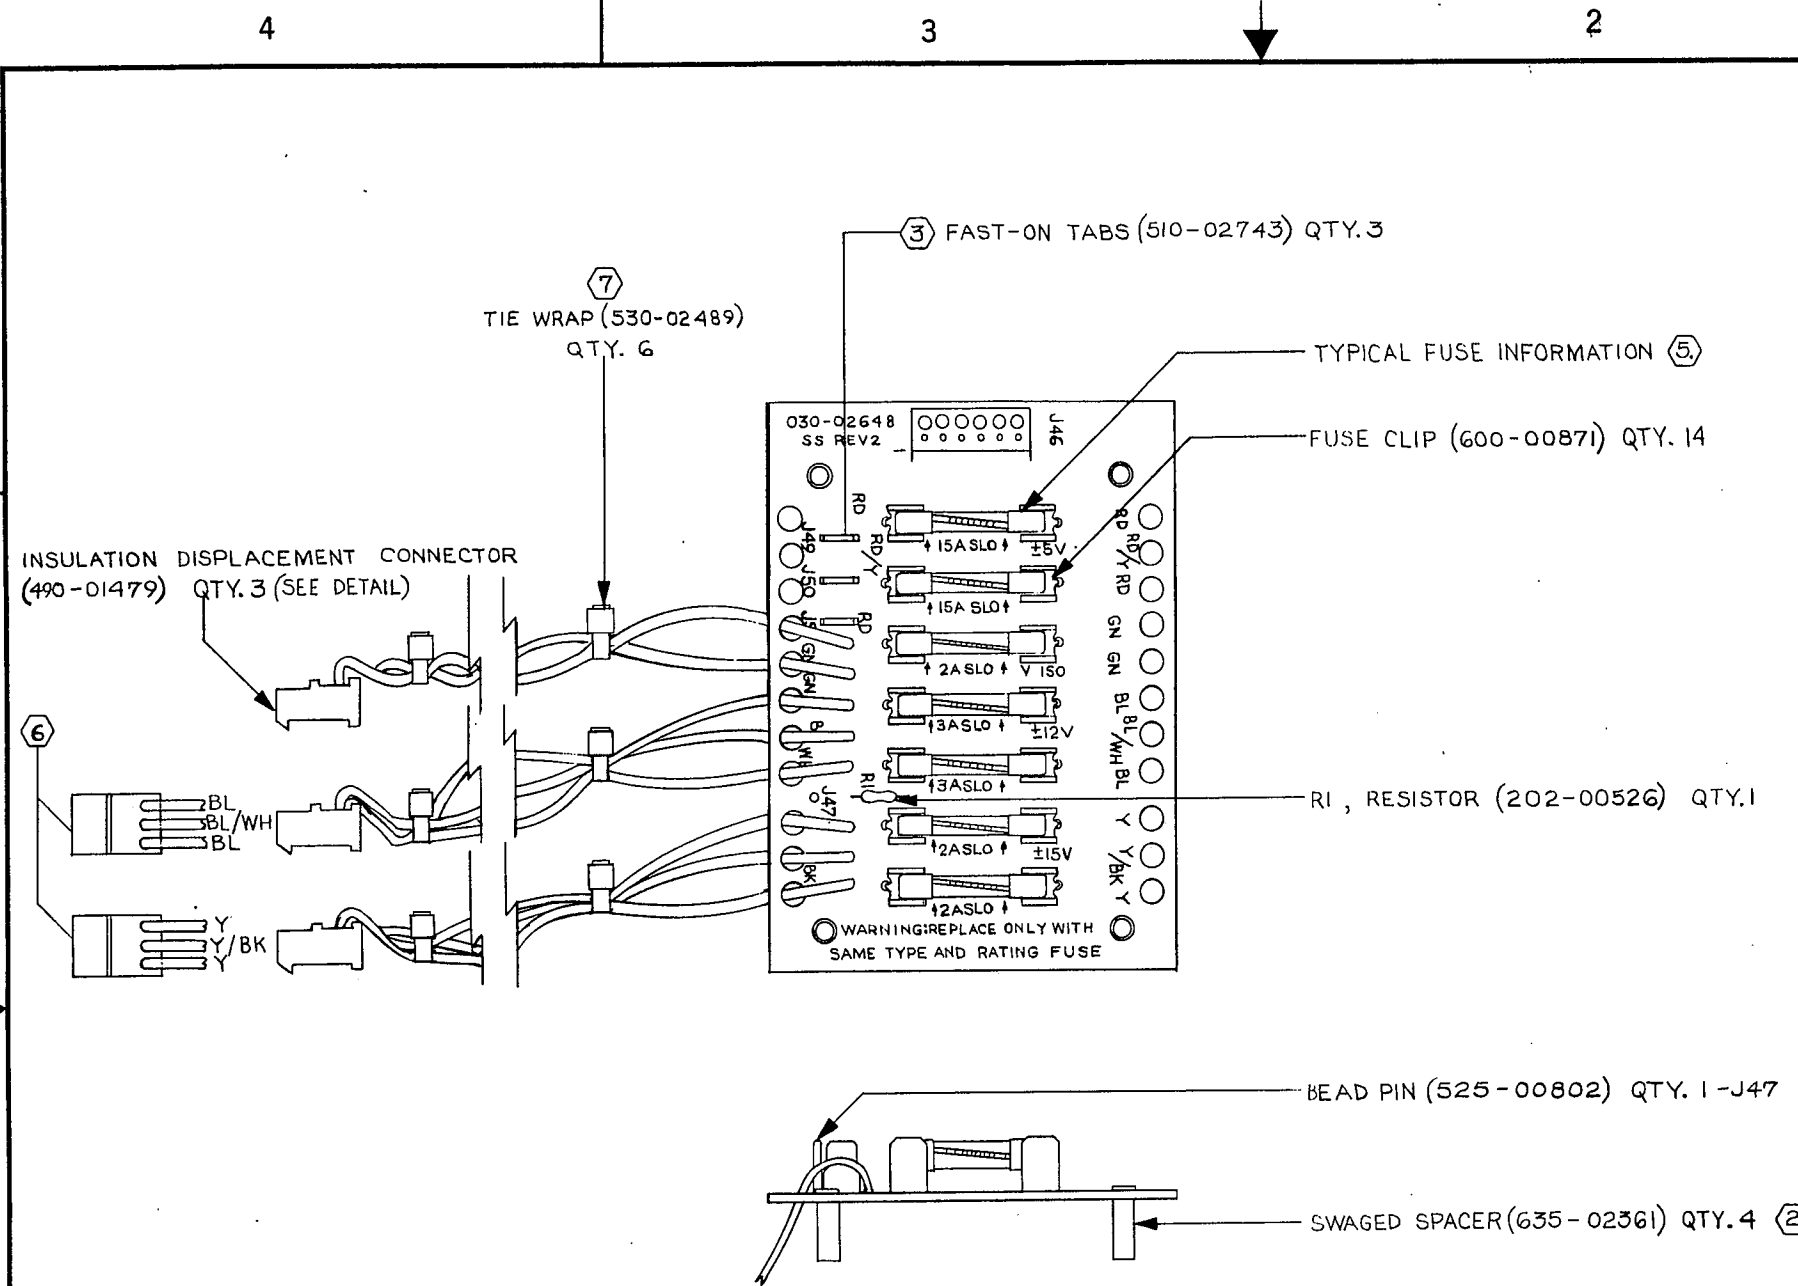 4 3 2
3 FAST-ON TABS (510-02743) QTY.3
7
TIE WRAP (530-02489)
QTY. 6
TYPICAL FUSE INFORMATION 5.
FUSE CLIP (600-00871) QTY. 14
INSULATION DISPLACEMENT CONNECTOR
(490-01479) QTY. 3 (SEE DETAIL)
030-02648
SS REV2
J46
RD
J49
RD/Y
J50
RD
GN
GN
R1
J47
BK
↑ 15A SLO ↑ ±5V
↑ 15A SLO ↑
↑ 2A SLO ↑ V ISO
↑ 3A SLO ↑ ±12V
↑ 3A SLO ↑
↑ 2A SLO ↑ ±15V
↑ 2A SLO ↑
RD
RD/Y
RD
GN
GN
BL
BL/WH
BL
Y
Y/BK
Y
WARNING:REPLACE ONLY WITH
SAME TYPE AND RATING FUSE
6
BL
BL/WH
BL
Y
Y/BK
Y
R1, RESISTOR (202-00526) QTY.1
BEAD PIN (525-00802) QTY. 1 -J47
SWAGED SPACER (635-02361) QTY. 4 2